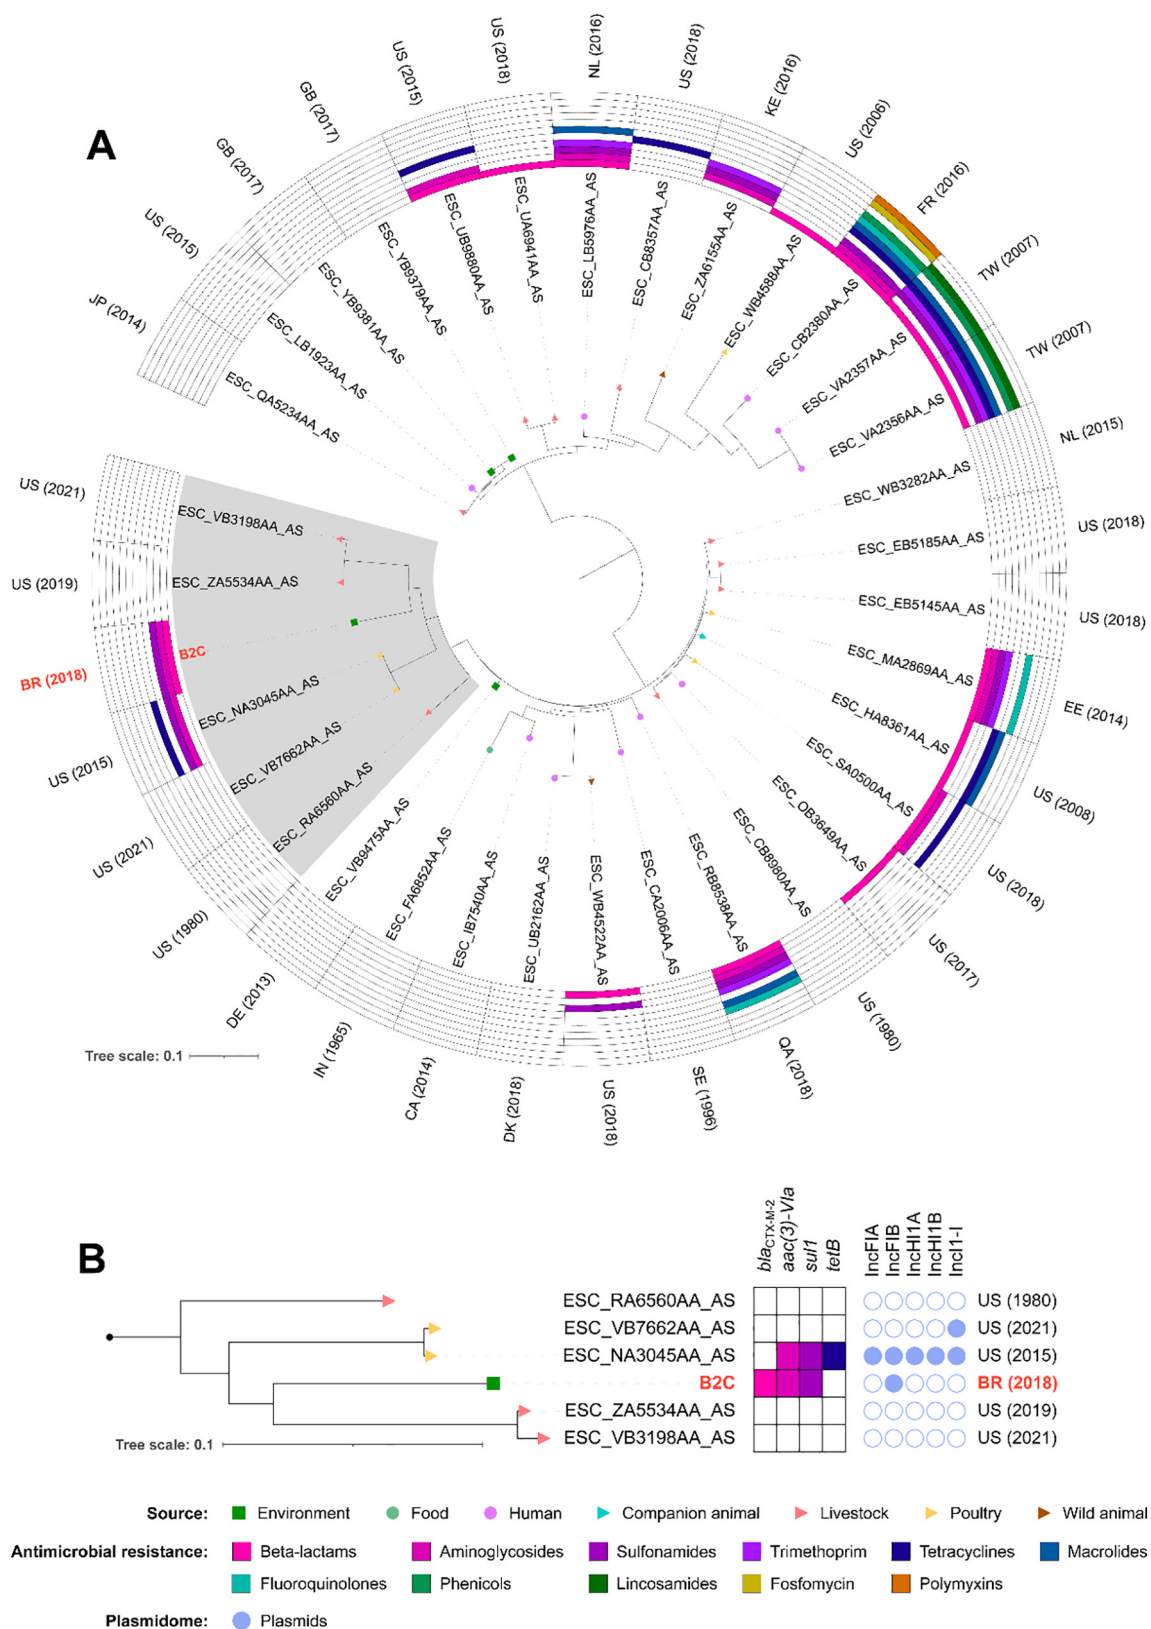 A
JP (2014)
US (2015)
GB (2017)
GB (2017)
US (2015)
US (2018)
NL (2016)
US (2018)
KE (2016)
US (2006)
FR (2016)
TW (2007)
TW (2007)
NL (2015)
US (2018)
US (2018)
EE (2014)
US (2008)
US (2018)
US (2017)
US (1980)
QA (2018)
SE (1996)
US (2018)
DK (2018)
CA (2014)
IN (1965)
DE (2013)
US (1980)
US (2021)
US (2015)
BR (2018)
US (2019)
US (2021)
ESC_QA5234AA_AS
ESC_LB1923AA_AS
ESC_YB9381AA_AS
ESC_YB9379AA_AS
ESC_UB9880AA_AS
ESC_UA6941AA_AS
ESC_LB5976AA_AS
ESC_CB8357AA_AS
ESC_ZA6155AA_AS
ESC_WB4588AA_AS
ESC_CB2380AA_AS
ESC_VA2357AA_AS
ESC_VA2356AA_AS
ESC_WB3282AA_AS
ESC_EB5185AA_AS
ESC_EB5145AA_AS
ESC_MA2869AA_AS
ESC_HA8361AA_AS
ESC_SA0500AA_AS
ESC_OB3649AA_AS
ESC_CB8980AA_AS
ESC_RB8538AA_AS
ESC_CA2006AA_AS
ESC_WB4522AA_AS
ESC_UB2162AA_AS
ESC_IB7540AA_AS
ESC_FA6852AA_AS
ESC_VB9475AA_AS
ESC_RA6560AA_AS
ESC_VB7662AA_AS
ESC_NA3045AA_AS
B2C
ESC_ZA5534AA_AS
ESC_VB3198AA_AS
Tree scale: 0.1
B
blaCTX-M-2
aac(3)-VIa
sul1
tetB
IncFIA
IncFIB
IncHI1A
IncHI1B
IncI1-I
ESC_RA6560AA_AS US (1980)
ESC_VB7662AA_AS US (2021)
ESC_NA3045AA_AS US (2015)
B2C BR (2018)
ESC_ZA5534AA_AS US (2019)
ESC_VB3198AA_AS US (2021)
Tree scale: 0.1
Source: Environment Food Human Companion animal Livestock Poultry Wild animal
Antimicrobial resistance: Beta-lactams Aminoglycosides Sulfonamides Trimethoprim Tetracyclines Macrolides
Fluoroquinolones Phenicols Lincosamides Fosfomycin Polymyxins
Plasmidome: Plasmids